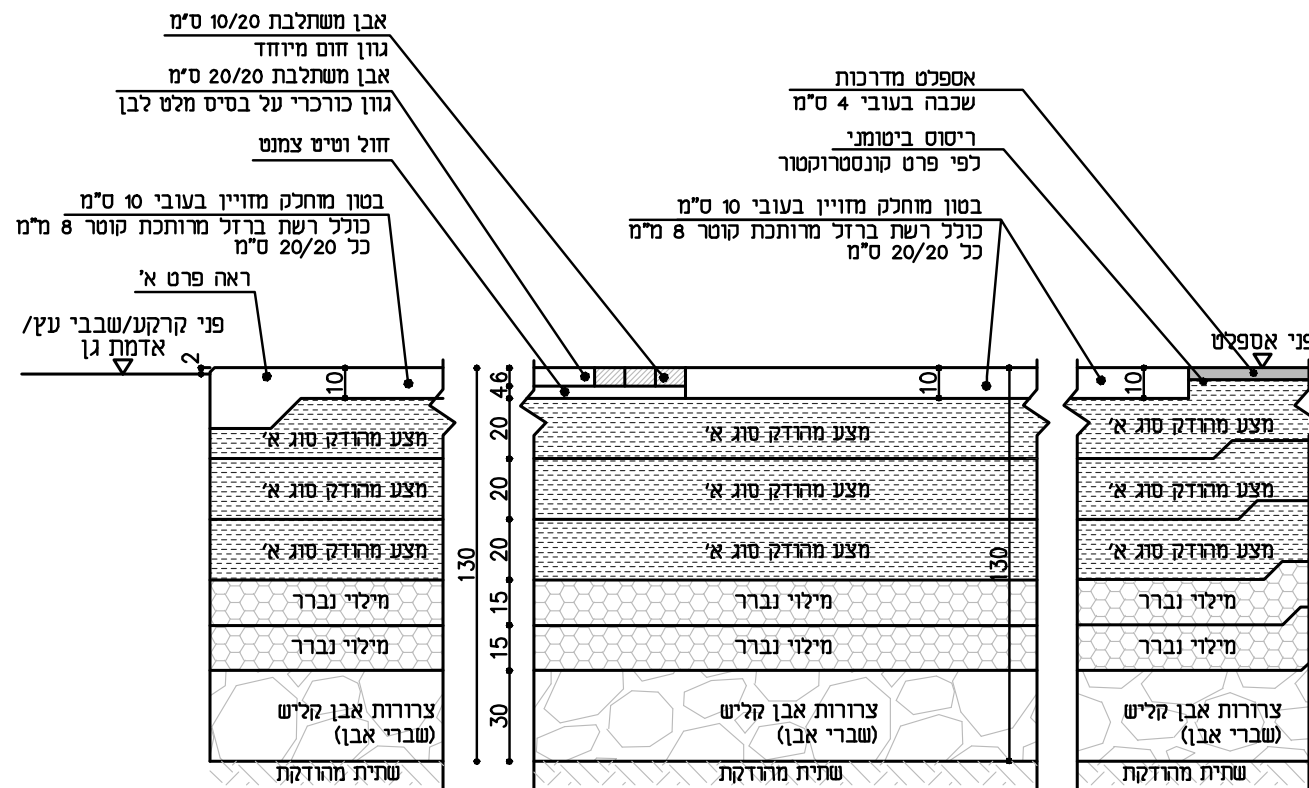 אבן משתלבת 10/20 ס"מ
גוון חום מיוחד
אבן משתלבת 20/20 ס"מ
גוון כורכרי על בסיס מלט לבן
חול וטיט צמנט
בטון מוחלק מזויין בעובי 10 ס"מ
כולל רשת ברזל מרותכת קוטר 8 מ"מ
כל 20/20 ס"מ
ראה פרט א'
פני קרקע/שבבי עץ/
אדמת גן
2
אספלט מדרכות
שכבה בעובי 4 ס"מ
ריסוס ביטומני
לפי פרט קונסטרוקטור
בטון מוחלק מזויין בעובי 10 ס"מ
כולל רשת ברזל מרותכת קוטר 8 מ"מ
כל 20/20 ס"מ
פני אספלט
10
מצע מהודק סוג א'
מצע מהודק סוג א'
מצע מהודק סוג א'
מילוי נברר
מילוי נברר
צרורות אבן קליש
(שברי אבן)
שתית מהודקת
130
6
4
20
20
20
15
15
30
10
מצע מהודק סוג א'
מצע מהודק סוג א'
מצע מהודק סוג א'
מילוי נברר
מילוי נברר
צרורות אבן קליש
(שברי אבן)
שתית מהודקת
130
10
מצע מהודק סוג א'
מצע מהודק סוג א'
מצע מהודק סוג א'
מילוי נברר
מילוי נברר
צרורות אבן קליש
(שברי אבן)
שתית מהודקת